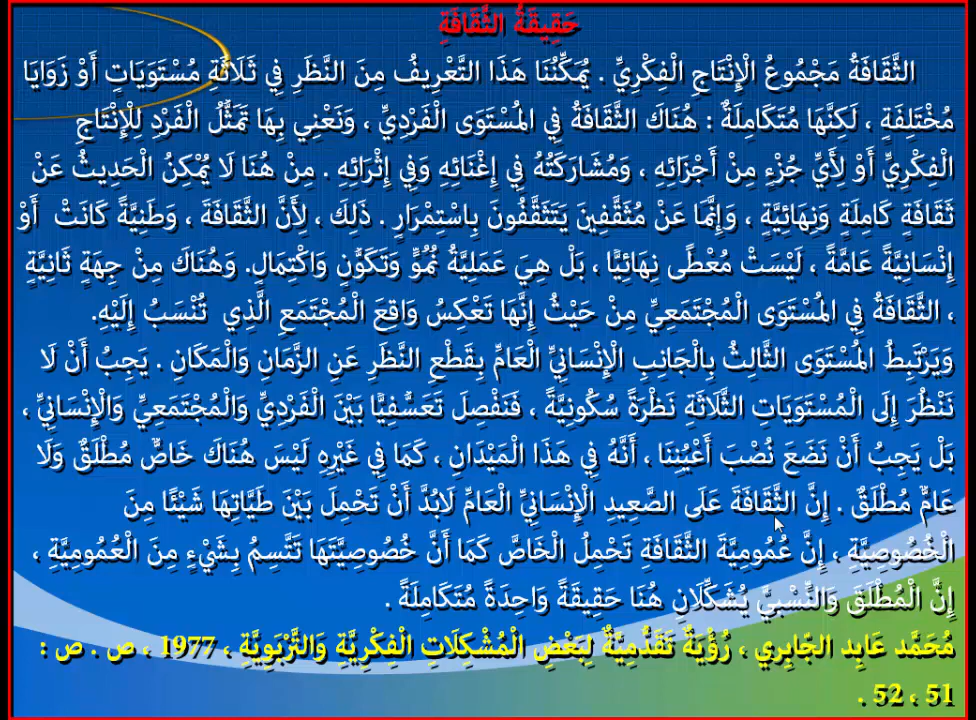 حَقِيقَةُ الثَّقَافَةِ
الثَّقَافَةُ مَجْمُوعُ الْإِنْتَاجِ الْفِكْرِيِّ . يُمَكِّنُنَا هَذَا التَّعْرِيفُ مِنَ النَّظَرِ فِي ثَلَاثَةِ مُسْتَوَيَاتٍ أَوْ زَوَايَا
مُخْتَلِفَةٍ ، لَكِنَّهَا مُتَكَامِلَةٌ : هُنَاكَ الثَّقَافَةُ فِي المُسْتَوَى الْفَرْدِيِّ ، وَنَعْنِي بِهَا تَمَثُّلُ الْفَرْدِ لِلْإِنْتَاجِ
الْفِكْرِيِّ أَوْ لِأَيِّ جُزْءٍ مِنْ أَجْزَائِهِ ، وَمُشَارَكَتُهُ فِي إِغْنَائِهِ وَفِي إِثْرَائِهِ . مِنْ هُنَا لَا يُمْكِنُ الْحَدِيثُ عَنْ
ثَقَافَةٍ كَامِلَةٍ وَنِهَائِيَّةٍ ، وَإِنَّمَا عَنْ مُثَقَّفِينَ يَتَثَقَّفُونَ بِاسْتِمْرَارٍ . ذَلِكَ ، لِأَنَّ الثَّقَافَةَ ، وَطَنِيَّةً كَانَتْ أَوْ
إِنْسَانِيَّةً عَامَّةً ، لَيْسَتْ مُعْطًى نِهَائِيًّا ، بَلْ هِيَ عَمَلِيَّةُ نُمُوٍّ وَتَكَوُّنٍ وَاكْتِمَالٍ. وَهُنَاكَ مِنْ جِهَةٍ ثَانِيَّةٍ
، الثَّقَافَةُ فِي المُسْتَوَى الْمُجْتَمَعِيِّ مِنْ حَيْثُ إِنَّهَا تَعْكِسُ وَاقِعَ الْمُجْتَمَعِ الَّذِي تُنْسَبُ إِلَيْهِ.
وَيَرْتَبِطُ المُسْتَوَى الثَّالِثُ بِالْجَانِبِ الْإِنْسَانِيِّ الْعَامِّ بِقَطْعِ النَّظَرِ عَنِ الزَّمَانِ وَالْمَكَانِ . يَجِبُ أَنْ لَا
نَنْظُرَ إِلَى الْمُسْتَوَيَاتِ الثَّلَاثَةِ نَظْرَةً سُكُونِيَّةً ، فَنَفْصِلَ تَعَسُّفِيًّا بَيْنَ الْفَرْدِيِّ وَالْمُجْتَمَعِيِّ وَالْإِنْسَانِيِّ ،
بَلْ يَجِبُ أَنْ نَضَعَ نُصْبَ أَعْيُنِنَا ، أَنَّهُ فِي هَذَا الْمَيْدَانِ ، كَمَا فِي غَيْرِهِ لَيْسَ هُنَاكَ خَاصٌّ مُطْلَقٌ وَلَا
عَامٌّ مُطْلَقٌ . إِنَّ الثَّقَافَةَ عَلَى الصَّعِيدِ الْإِنْسَانِيِّ الْعَامِّ لَابُدَّ أَنْ تَحْمِلَ بَيْنَ طَيَّاتِهَا شَيْئًا مِنَ
الْخُصُوصِيَّةِ ، إِنَّ عُمُومِيَّةَ الثَّقَافَةِ تَحْمِلُ الْخَاصَّ كَمَا أَنَّ خُصُوصِيَّتَهَا تَتَّسِمُ بِشَيْءٍ مِنَ الْعُمُومِيَّةِ ،
إِنَّ الْمُطْلَقَ وَالنِّسْبِيَّ يُشَكِّلَانِ هُنَا حَقِيقَةً وَاحِدَةً مُتَكَامِلَةً .
مُحَمَّد عَابِد الجّابِرِي ، رُؤْيَةٌ تَقَدُّمِيَّةٌ لِبَعْضِ الْمُشْكِلَاتِ الْفِكْرِيَّةِ وَالتَّرْبَوِيَّةِ ، 1977 ، ص . ص :
51 ، 52 .